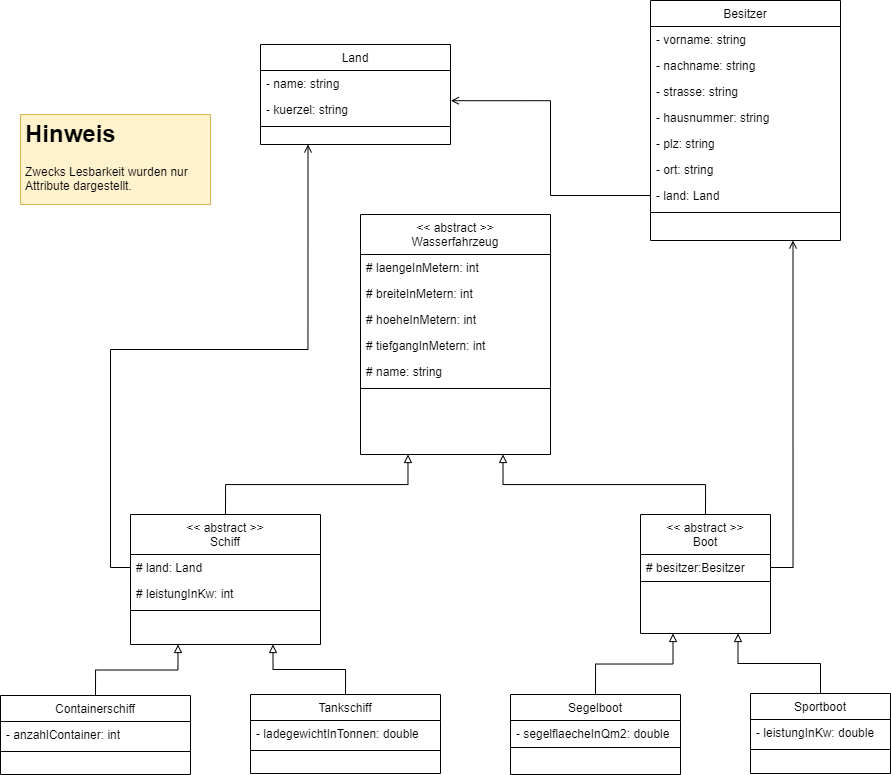 Besitzer
- vorname: string
- nachname: string
- strasse: string
- hausnummer: string
- plz: string
- ort: string
- land: Land
Land
- name: string
- kuerzel: string
Hinweis
Zwecks Lesbarkeit wurden nur
Attribute dargestellt.
<< abstract >>
Wasserfahrzeug
# laengeInMetern: int
# breiteInMetern: int
# hoeheInMetern: int
# tiefgangInMetern: int
# name: string
<< abstract >>
Schiff
# land: Land
# leistungInKw: int
<< abstract >>
Boot
# besitzer:Besitzer
Containerschiff
- anzahlContainer: int
Tankschiff
- ladegewichtInTonnen: double
Segelboot
- segelflaecheInQm2: double
Sportboot
- leistungInKw: double